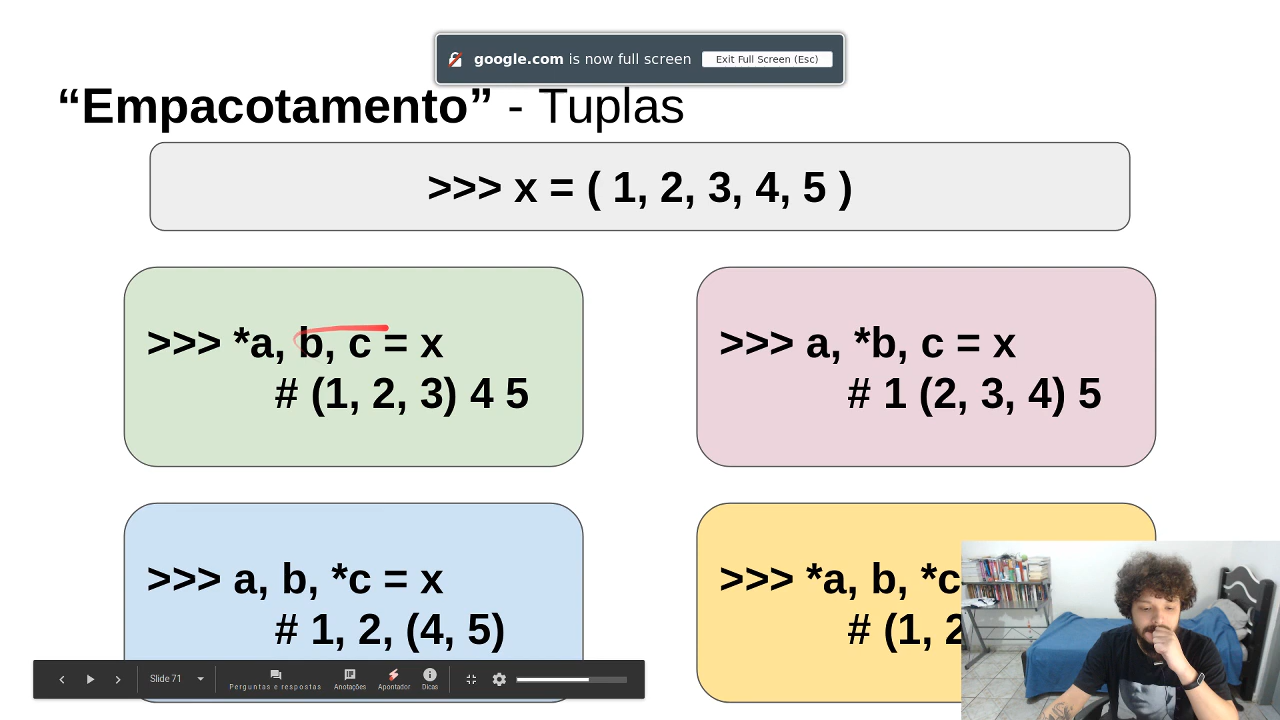 google.com is now full screen Exit Full Screen (Esc)
“Empacotamento” - Tuplas
>>> x = ( 1, 2, 3, 4, 5 )
>>> *a, b, c = x
# (1, 2, 3) 4 5
>>> a, *b, c = x
# 1 (2, 3, 4) 5
>>> a, b, *c = x
# 1, 2, (4, 5)
>>> *a, b, *c
# (1, 2
Slide 71
Perguntas e respostas
Anotações
Apontador
Dicas